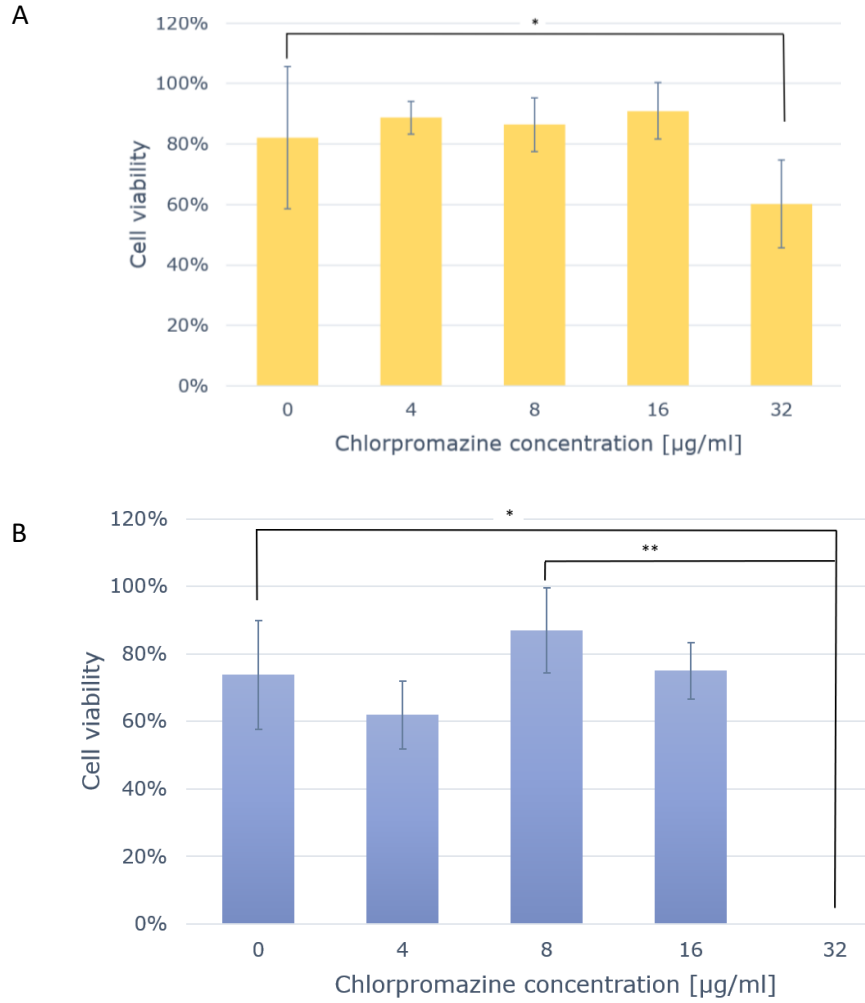 A
120%
*
100%
80%
60%
40%
20%
0%
Cell viability
0 4 8 16 32
Chlorpromazine concentration [µg/ml]
B
120%
*
**
100%
80%
60%
40%
20%
0%
Cell viability
0 4 8 16 32
Chlorpromazine concentration [µg/ml]